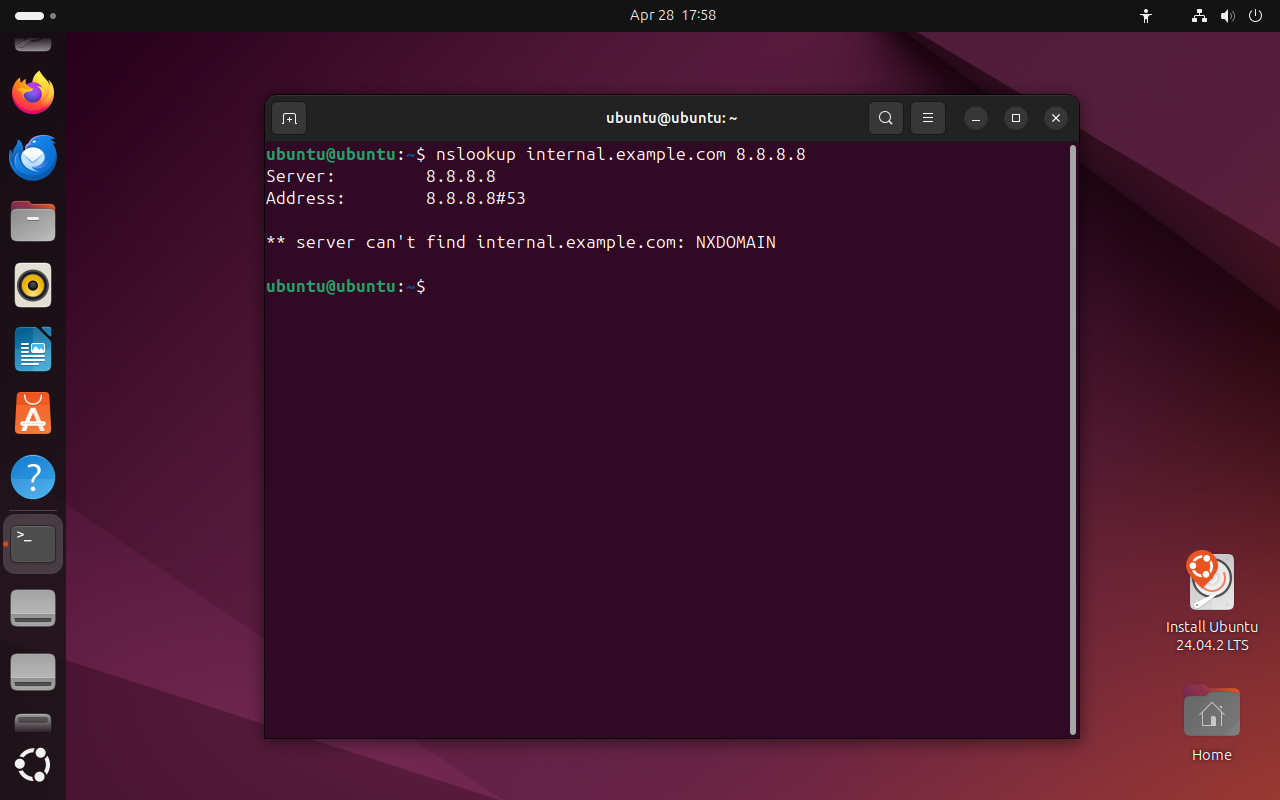 Apr 28 17:58
ubuntu@ubuntu: ~
ubuntu@ubuntu:~$ nslookup internal.example.com 8.8.8.8
Server: 8.8.8.8
Address: 8.8.8.8#53
** server can't find internal.example.com: NXDOMAIN
ubuntu@ubuntu:~$
>_
Install Ubuntu
24.04.2 LTS
Home